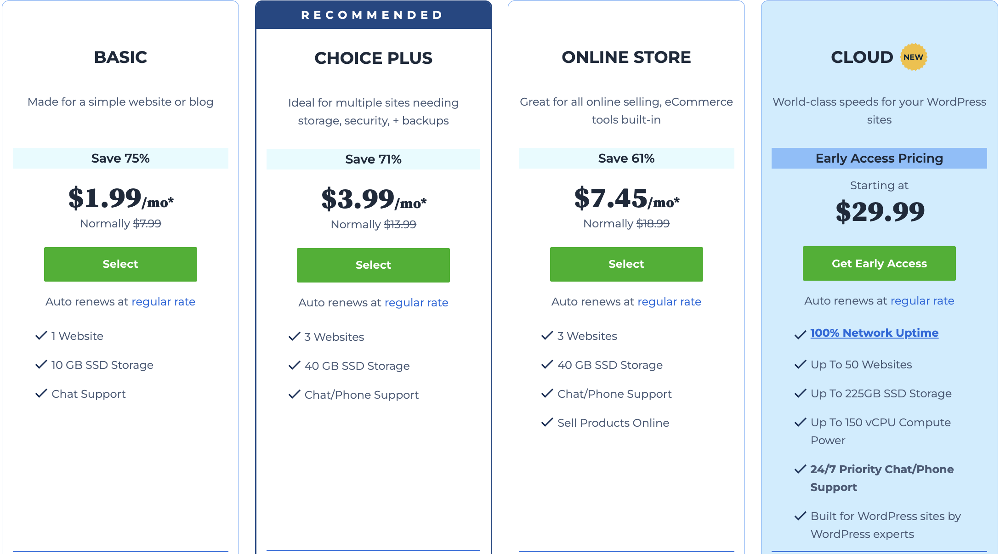 BASIC
Made for a simple website or blog
Save 75%
$1.99/mo*
Normally $7.99
Select
Auto renews at regular rate
1 Website
10 GB SSD Storage
Chat Support
RECOMMENDED
CHOICE PLUS
Ideal for multiple sites needing
storage, security, + backups
Save 71%
$3.99/mo*
Normally $13.99
Select
Auto renews at regular rate
3 Websites
40 GB SSD Storage
Chat/Phone Support
ONLINE STORE
Great for all online selling, eCommerce
tools built-in
Save 61%
$7.45/mo*
Normally $18.99
Select
Auto renews at regular rate
3 Websites
40 GB SSD Storage
Chat/Phone Support
Sell Products Online
CLOUD NEW
World-class speeds for your WordPress
sites
Early Access Pricing
Starting at
$29.99
Get Early Access
Auto renews at regular rate
100% Network Uptime
Up To 50 Websites
Up To 225GB SSD Storage
Up To 150 vCPU Compute
Power
24/7 Priority Chat/Phone
Support
Built for WordPress sites by
WordPress experts